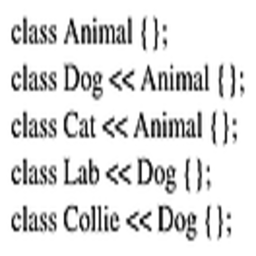 class Animal {};
class Dog << Animal {};
class Cat << Animal {};
class Lab << Dog {};
class Collie << Dog {};